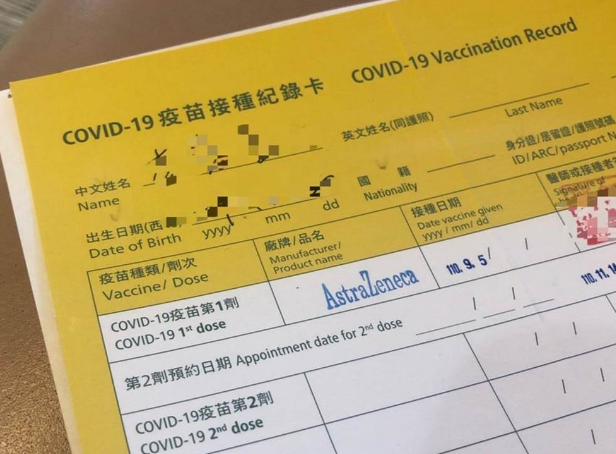 COVID-19 疫苗接種紀錄卡 COVID-19 Vaccination Record
中文姓名
Name
英文姓名(同護照)
Last Name
出生日期(西
Date of Birth yyyy mm dd
國 籍
Nationality
身分證/居留證/護照號碼
ID/ARC/passport N
疫苗種類/劑次
Vaccine/ Dose
廠牌/品名
Manufacturer/
Product name
接種日期
Date vaccine given
yyyy / mm/ dd
醫師或接種者
Signature of
COVID-19疫苗第1劑
COVID-19 1st dose
AstraZeneca
110. 9. 5
110. 11. 1
第2劑預約日期 Appointment date for 2nd dose
COVID-19疫苗第2劑
COVID-19 2nd dose